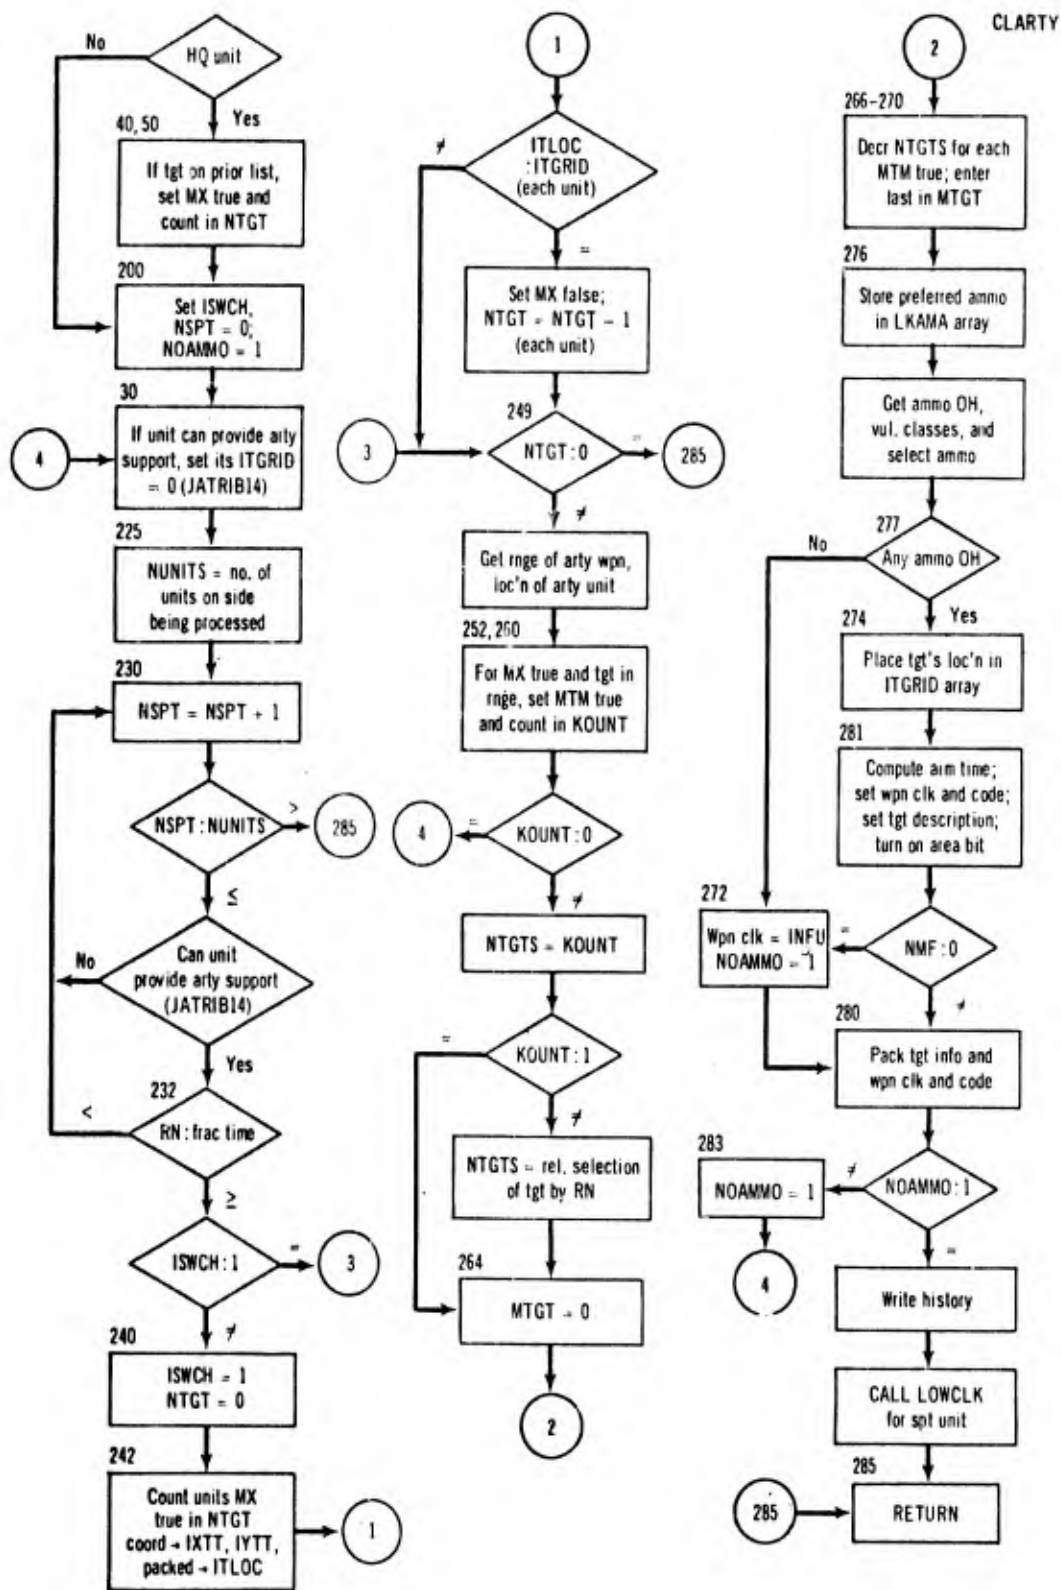 CLARTY
HQ unit
No
Yes
40, 50
If tgt on prior list,
set MX true and
count in NTGT
200
Set ISWCH,
NSPT = 0;
NOAMMO = 1
30
4
If unit can provide arty
support, set its ITGRID
= 0 (JATRIB14)
225
NUNITS = no. of
units on side
being processed
230
NSPT = NSPT + 1
NSPT : NUNITS
>
285
≤
Can unit
provide arty support
(JATRIB14)
No
Yes
232
RN : frac time
<
≥
ISWCH : 1
=
3
≠
240
ISWCH = 1
NTGT = 0
242
Count units MX
true in NTGT
coord → IXTT, IYTT,
packed → ITLOC
1
1
ITLOC
: ITGRID
(each unit)
≠
=
Set MX false;
NTGT = NTGT - 1
(each unit)
249
3
NTGT : 0
=
285
≠
Get rnge of arty wpn,
loc'n of arty unit
252, 260
For MX true and tgt in
rnge, set MTM true
and count in KOUNT
KOUNT : 0
=
4
≠
NTGTS = KOUNT
KOUNT : 1
=
≠
NTGTS = rel. selection
of tgt by RN
264
MTGT = 0
2
2
266-270
Decr NTGTS for each
MTM true; enter
last in MTGT
276
Store preferred ammo
in LKAMA array
Get ammo OH,
vul. classes, and
select ammo
277
Any ammo OH
No
Yes
274
Place tgt's loc'n in
ITGRID array
281
Compute aim time;
set wpn clk and code;
set tgt description;
turn on area bit
272
Wpn clk = INFU
NOAMMO = 1
=
NMF : 0
≠
280
Pack tgt info and
wpn clk and code
283
NOAMMO = 1
≠
NOAMMO : 1
4
=
Write history
CALL LOWCLK
for spt unit
285
285
RETURN